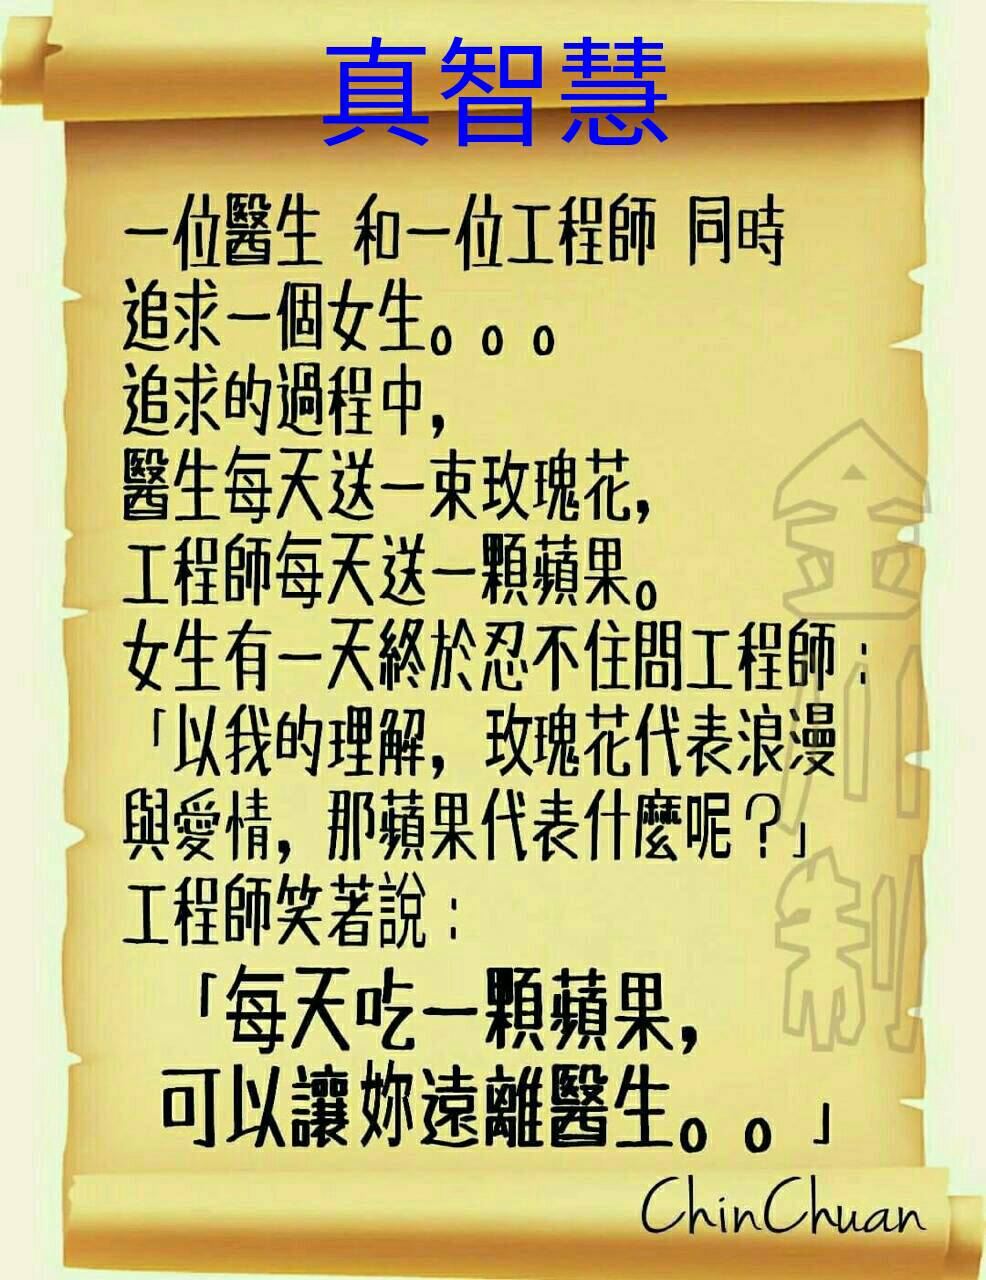 真智慧
一位醫生 和一位工程師 同時
追求一個女生。。。
追求的過程中,
醫生每天送一束玫瑰花,
工程師每天送一顆蘋果。
女生有一天終於忍不住問工程師:
「以我的理解, 玫瑰花代表浪漫
與愛情, 那蘋果代表什麼呢?」
工程師笑著說:
「每天吃一顆蘋果,
可以讓妳遠離醫生。。」
金川制
ChinChuan